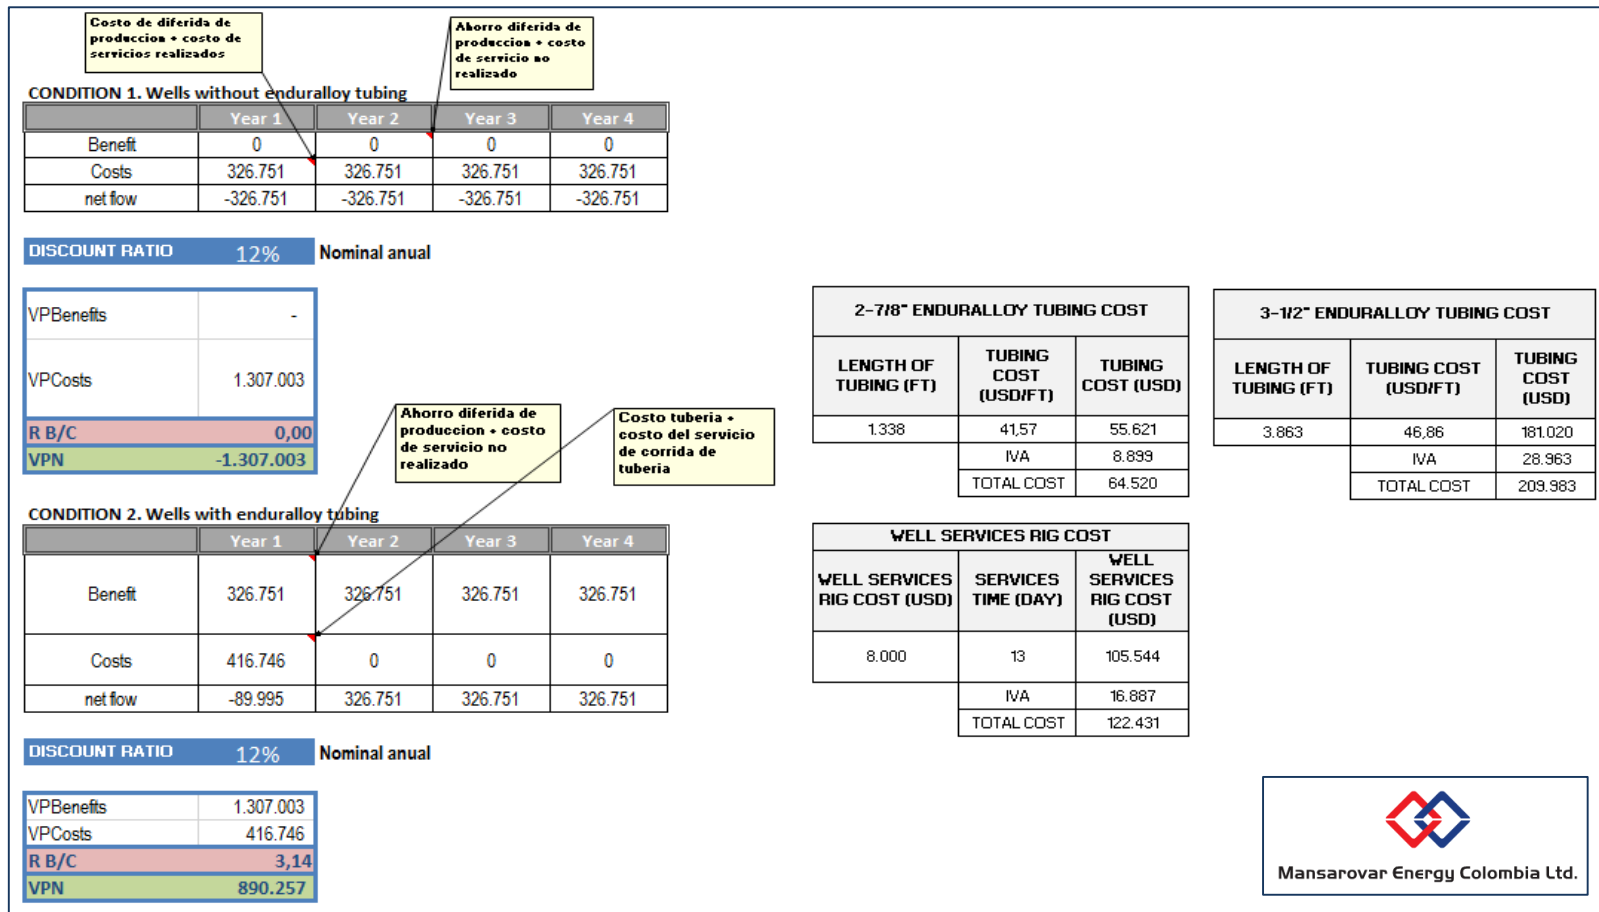 Costo de diferida de
produccion + costo de
servicios realizados
Ahorro diferida de
produccion + costo
de servicio no
realizado
CONDITION 1. Wells without enduralloy tubing
Year 1 Year 2 Year 3 Year 4
Benefit 0 0 0 0
Costs 326.751 326.751 326.751 326.751
net flow -326.751 -326.751 -326.751 -326.751
DISCOUNT RATIO 12% Nominal anual
VPBenefits -
VPCosts 1.307.003
R B/C 0,00
VPN -1.307.003
Ahorro diferida de
produccion + costo
de servicio no
realizado
Costo tuberia +
costo del servicio
de corrida de
tuberia
CONDITION 2. Wells with enduralloy tubing
Year 1 Year 2 Year 3 Year 4
Benefit 326.751 326.751 326.751 326.751
Costs 416.746 0 0 0
net flow -89.995 326.751 326.751 326.751
DISCOUNT RATIO 12% Nominal anual
VPBenefits 1.307.003
VPCosts 416.746
R B/C 3,14
VPN 890.257
2-7/8" ENDURALLOY TUBING COST
LENGTH OF
TUBING (FT)
TUBING
COST
(USD/FT)
TUBING
COST (USD)
1.338 41,57 55.621
IVA 8.899
TOTAL COST 64.520
3-1/2" ENDURALLOY TUBING COST
LENGTH OF
TUBING (FT)
TUBING COST
(USD/FT)
TUBING
COST
(USD)
3.863 46,86 181.020
IVA 28.963
TOTAL COST 209.983
WELL SERVICES RIG COST
WELL SERVICES
RIG COST (USD)
SERVICES
TIME (DAY)
WELL
SERVICES
RIG COST
(USD)
8.000 13 105.544
IVA 16.887
TOTAL COST 122.431
Mansarovar Energy Colombia Ltd.